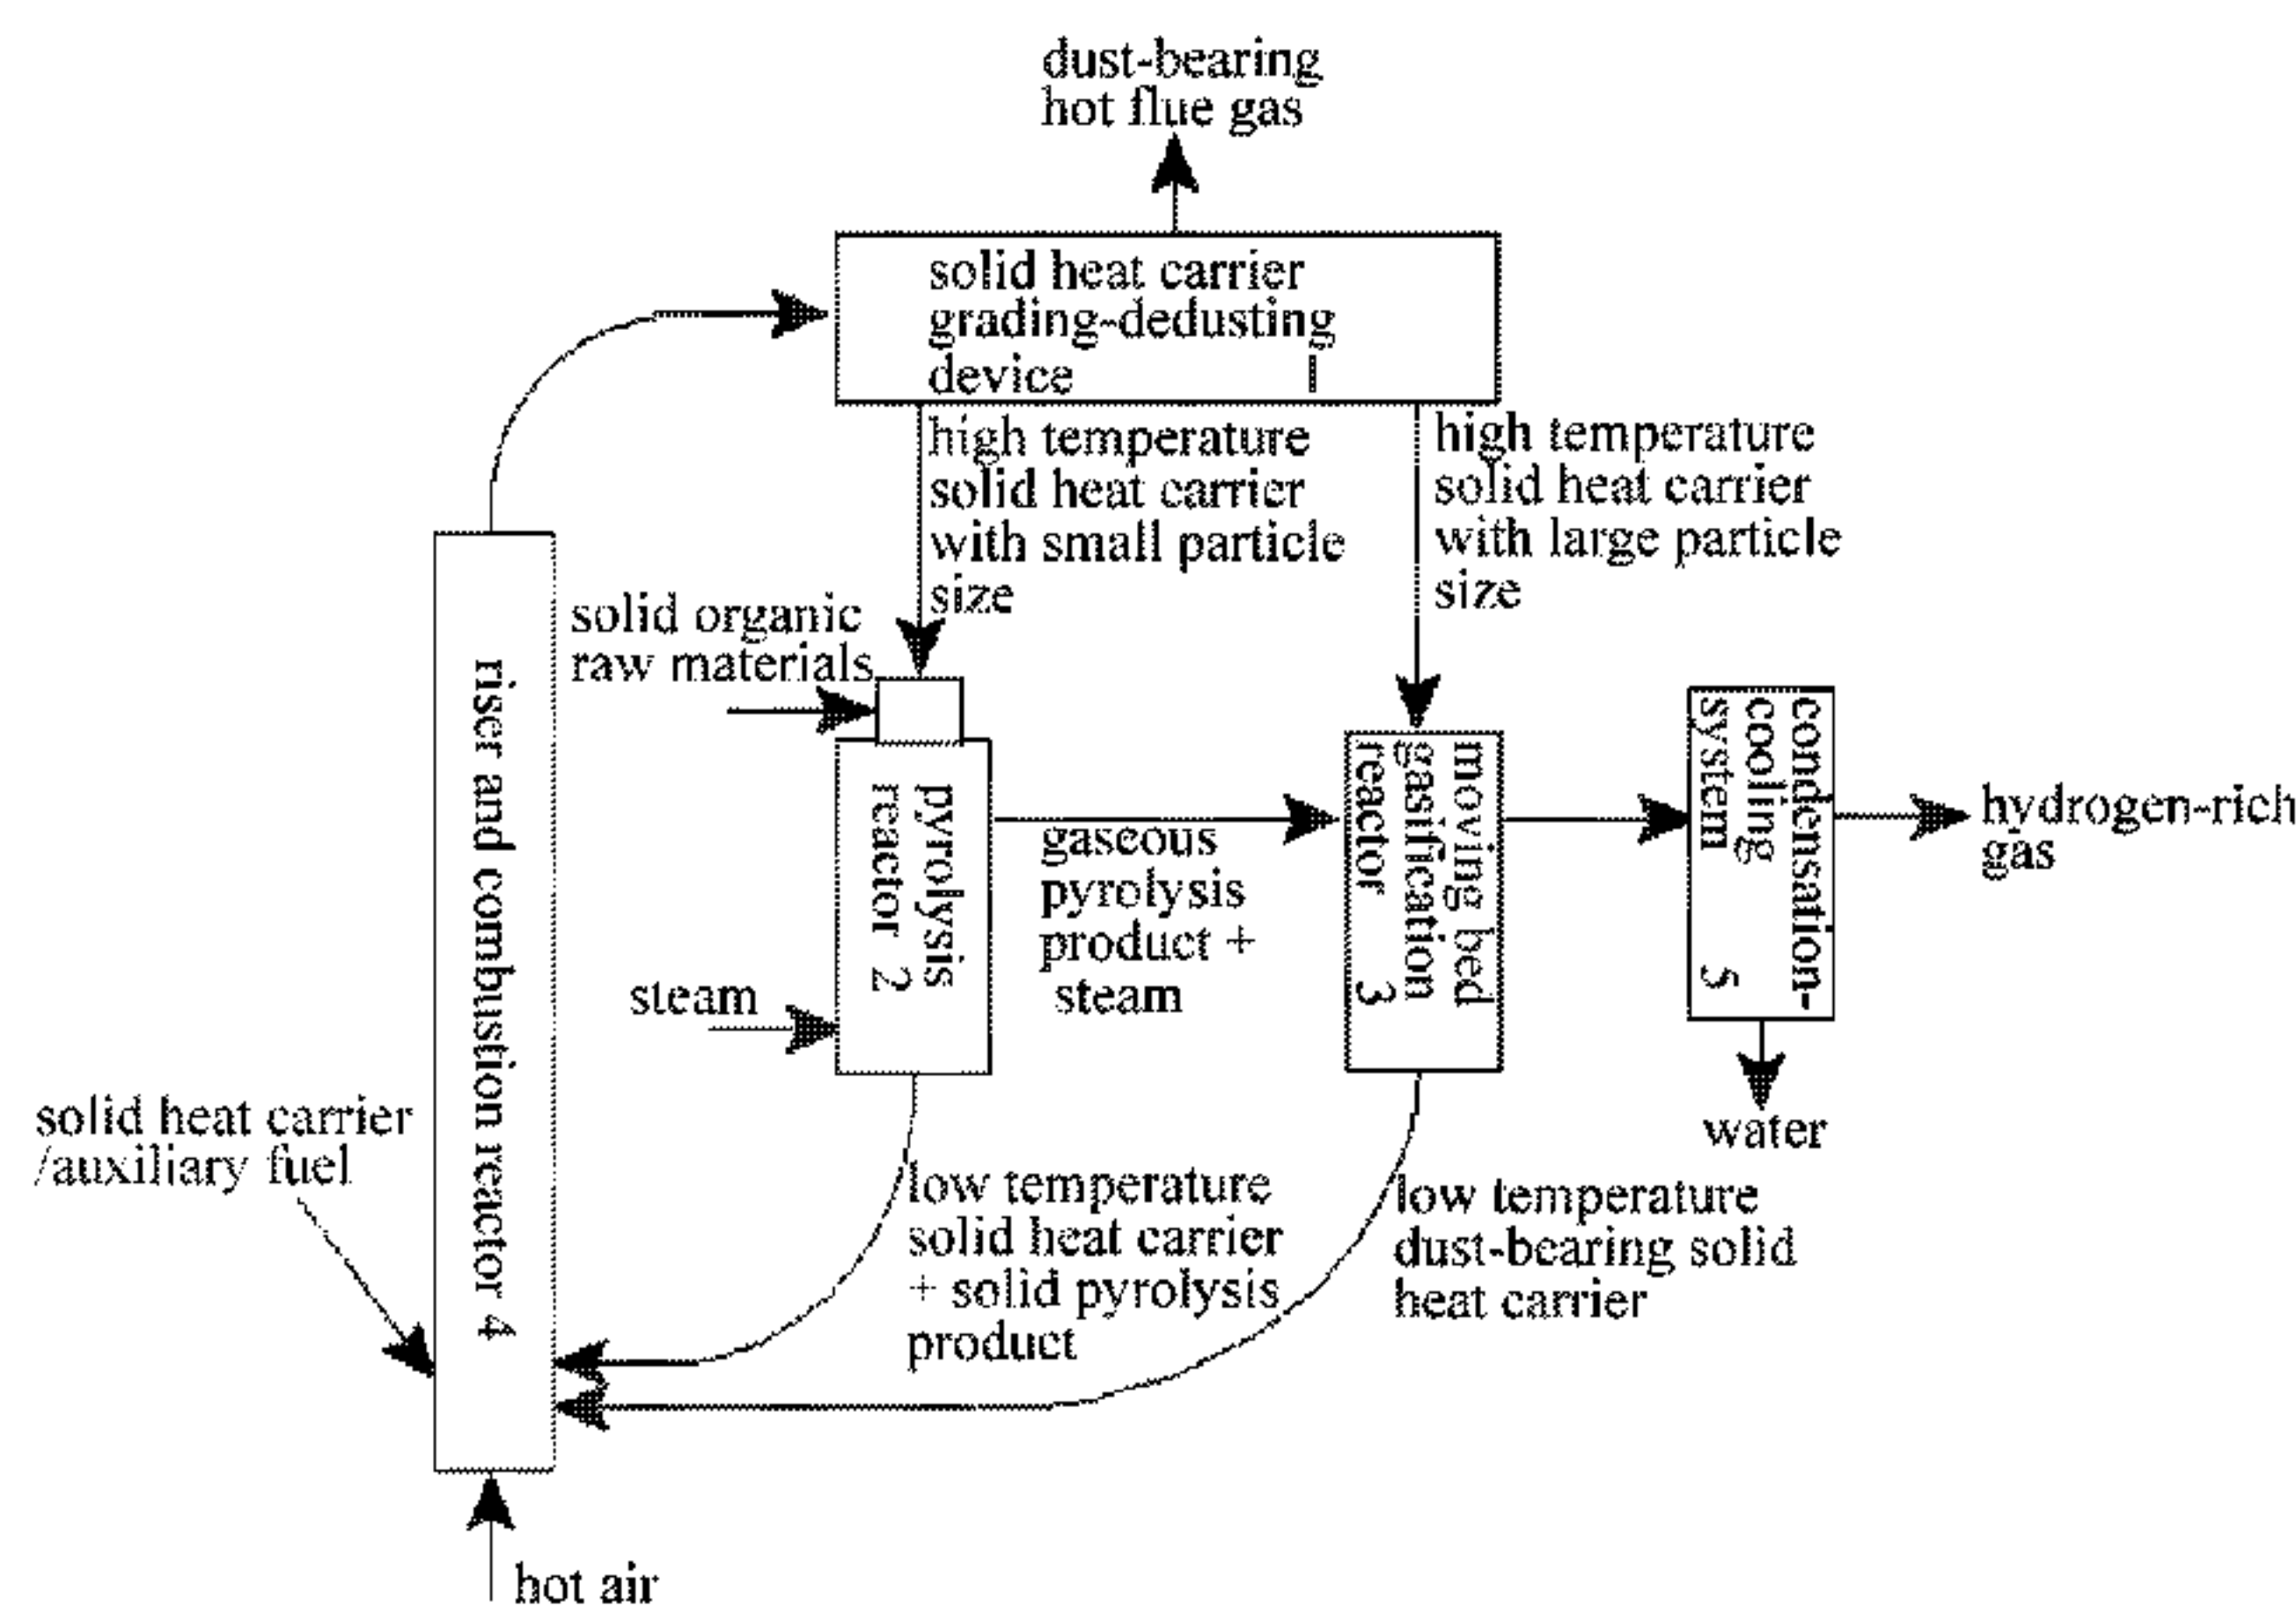 dust-bearing
hot flue gas
solid heat carrier
grading-dedusting
device 1
high temperature
solid heat carrier
with small particle
size
high temperature
solid heat carrier
with large particle
size
solid organic
raw materials
riser and combustion reactor 4
pyrolysis
reactor 2
steam
gaseous
pyrolysis
product +
steam
moving bed
gasification
reactor 3
condensation-
cooling
system 5
hydrogen-rich
gas
water
solid heat carrier
/auxiliary fuel
low temperature
solid heat carrier
+ solid pyrolysis
product
low temperature
dust-bearing solid
heat carrier
hot air